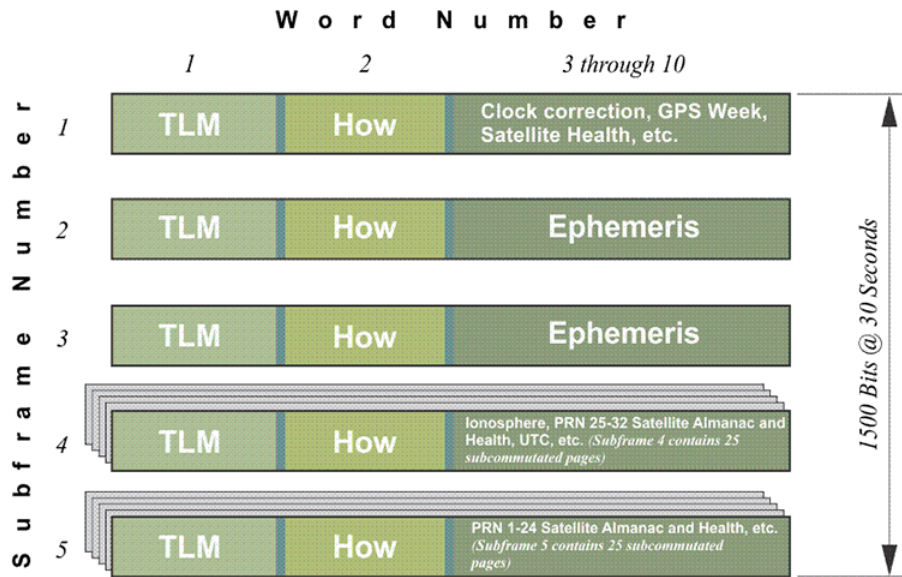 Word Number
1 2 3 through 10
Subframe Number
1
TLM How Clock correction, GPS Week,
Satellite Health, etc.
2
TLM How Ephemeris
3
TLM How Ephemeris
4
TLM How Ionosphere, PRN 25-32 Satellite Almanac and
Health, UTC, etc. (Subframe 4 contains 25
subcommutated pages)
5
TLM How PRN 1-24 Satellite Almanac and Health, etc.
(Subframe 5 contains 25 subcommutated
pages)
1500 Bits @ 30 Seconds